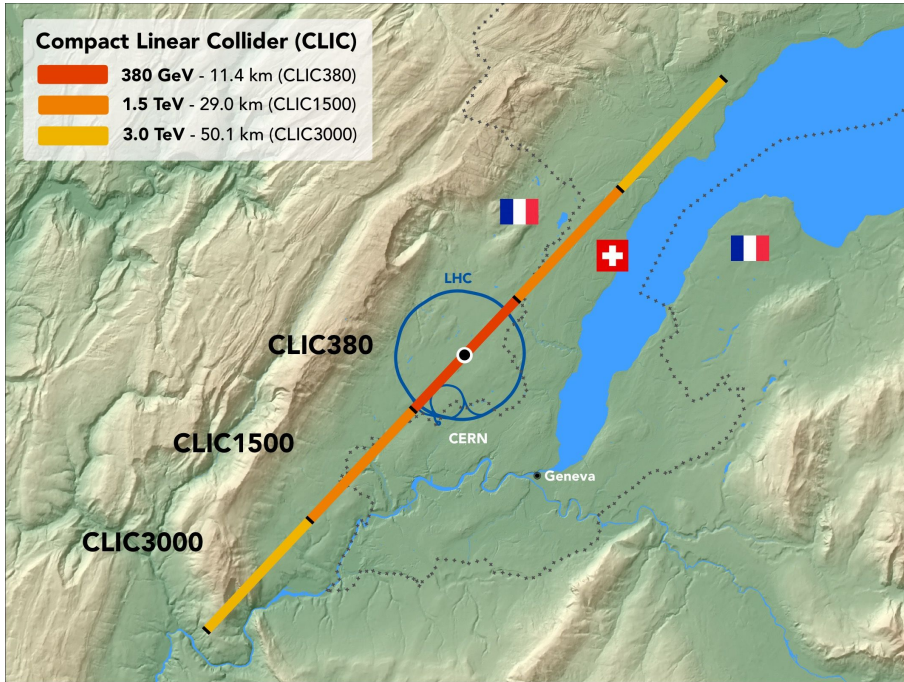 Compact Linear Collider (CLIC)
380 GeV - 11.4 km (CLIC380)
1.5 TeV - 29.0 km (CLIC1500)
3.0 TeV - 50.1 km (CLIC3000)
LHC
CLIC380
CLIC1500
CERN
Geneva
CLIC3000